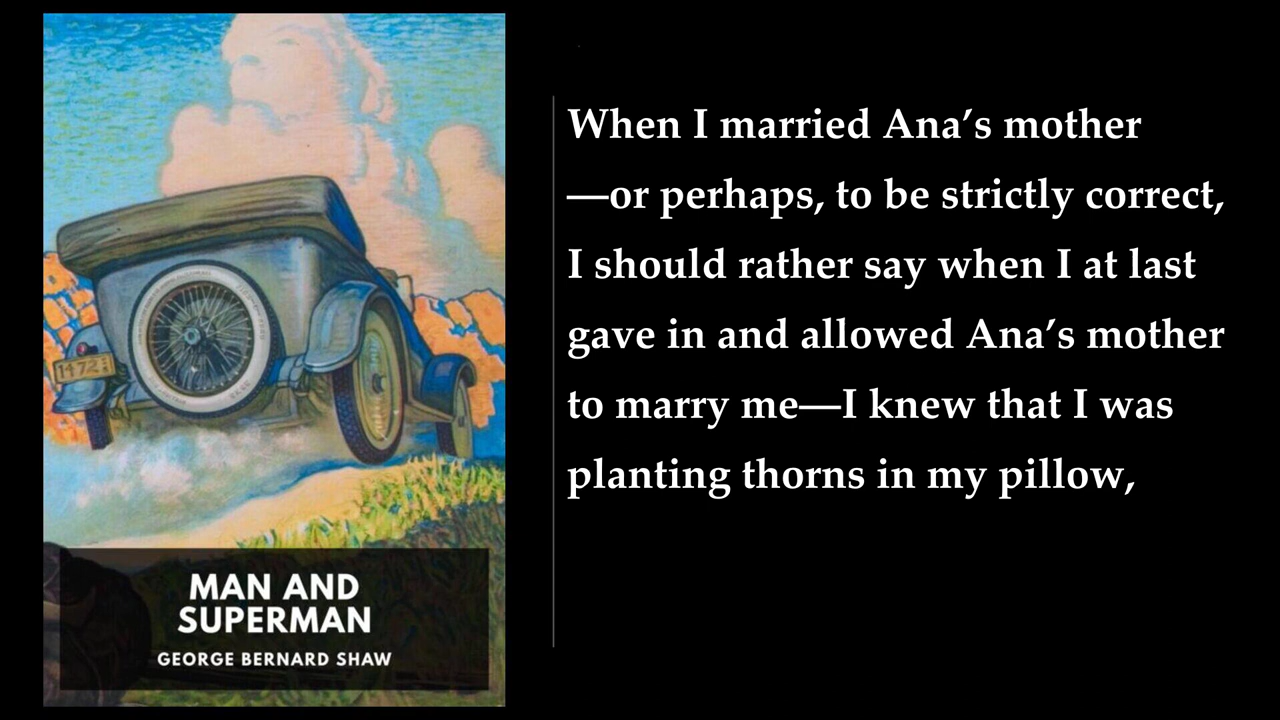 When I married Ana’s mother
—or perhaps, to be strictly correct,
I should rather say when I at last
gave in and allowed Ana’s mother
to marry me—I knew that I was
planting thorns in my pillow,
1472
MAN AND
SUPERMAN
GEORGE BERNARD SHAW